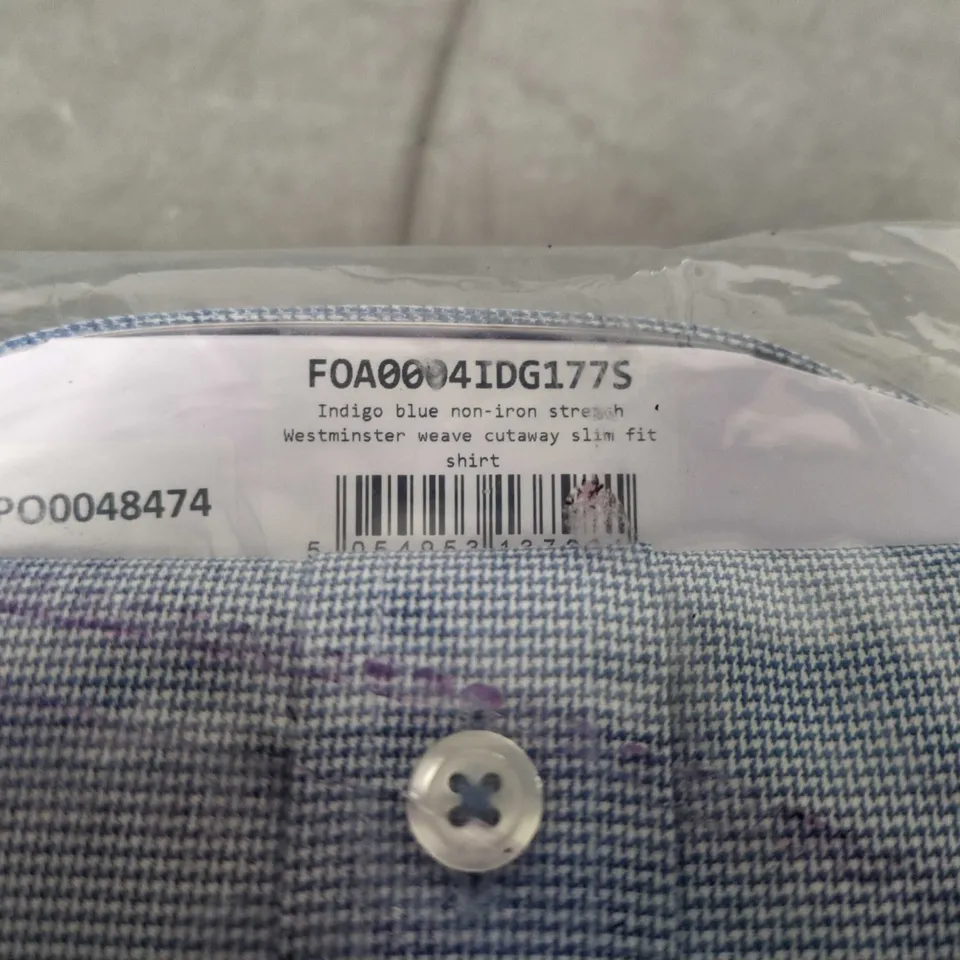 FOA0004IDG177S
Indigo blue non-iron stretch
Westminster weave cutaway slim fit
shirt
PO0048474